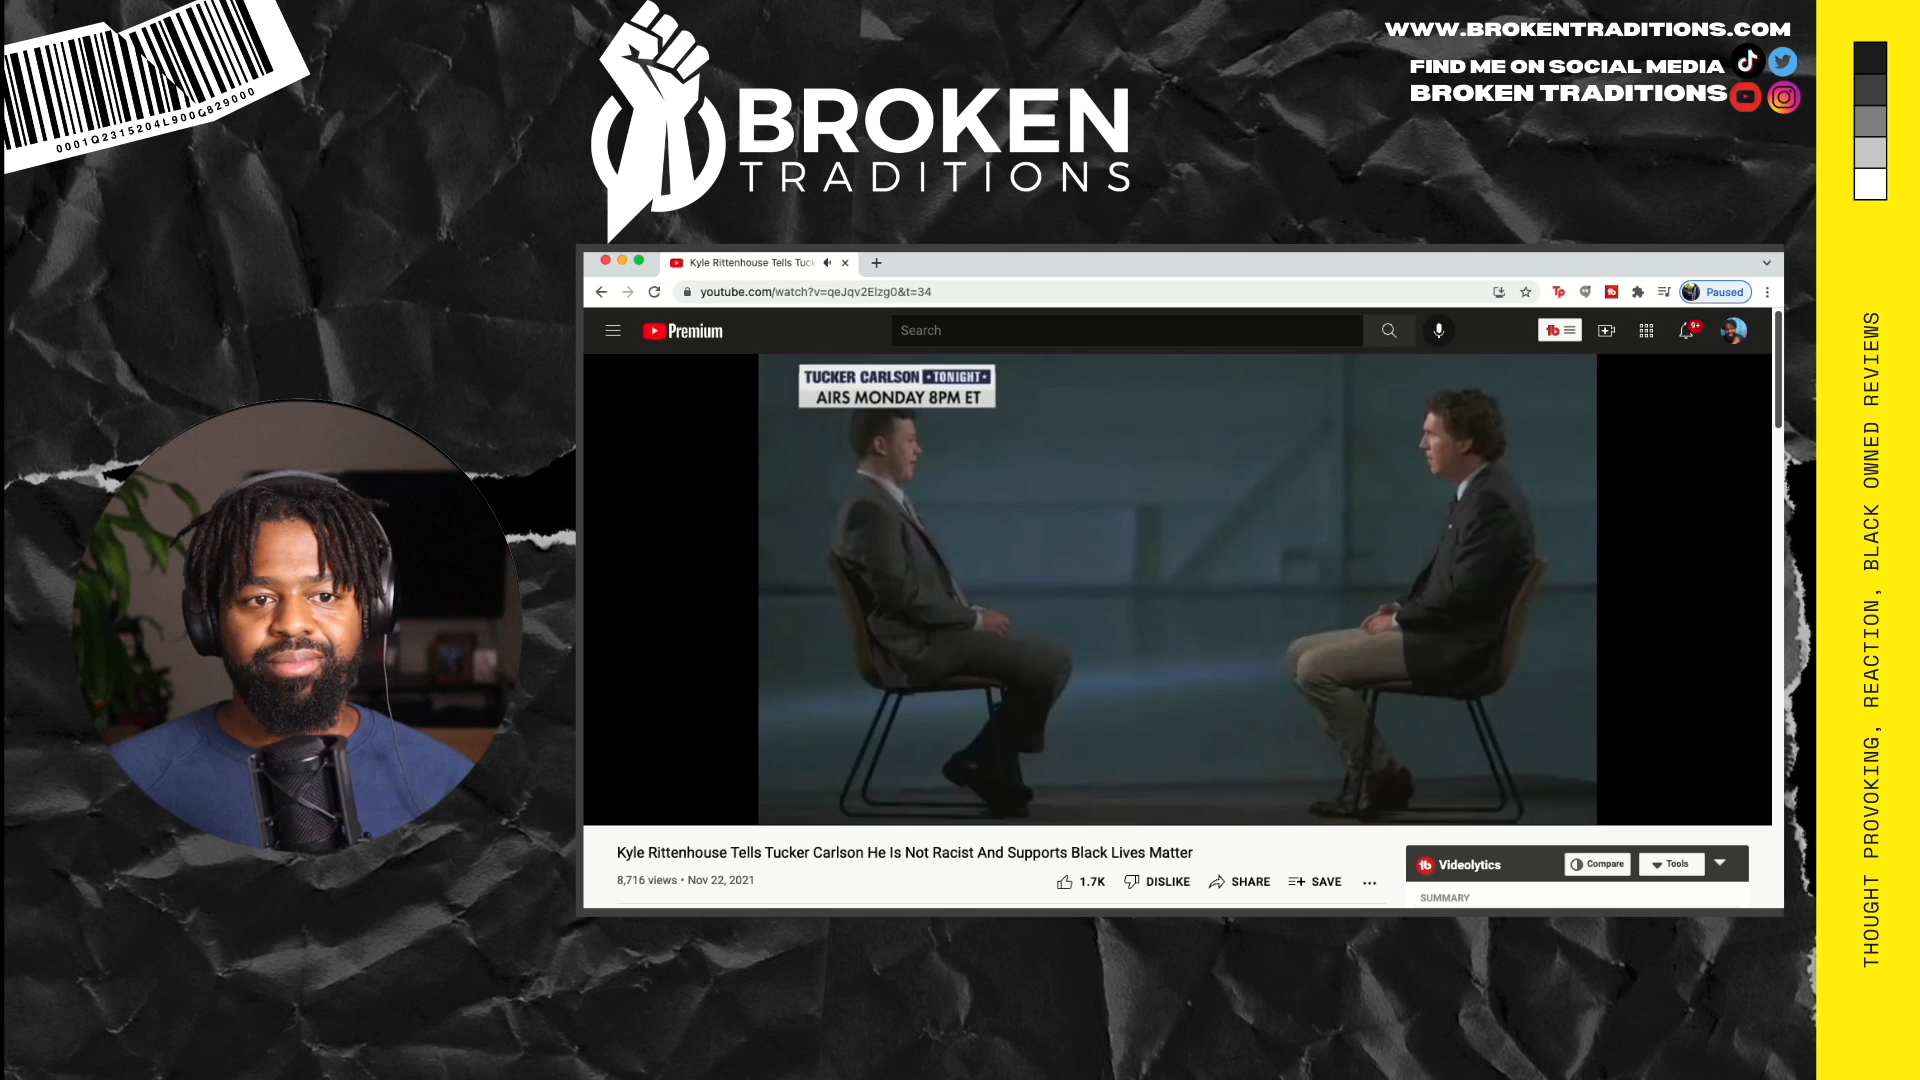 0001Q2315204L900Q829000
BROKEN
TRADITIONS
WWW.BROKENTRADITIONS.COM
FIND ME ON SOCIAL MEDIA
BROKEN TRADITIONS
Kyle Rittenhouse Tells Tuc
youtube.com/watch?v=qeJqv2EIzg0&t=34
Paused
Premium
Search
9+
TUCKER CARLSON TONIGHT
AIRS MONDAY 8PM ET
Kyle Rittenhouse Tells Tucker Carlson He Is Not Racist And Supports Black Lives Matter
8,716 views • Nov 22, 2021
1.7K
DISLIKE
SHARE
SAVE
Videolytics
Compare
Tools
SUMMARY
THOUGHT PROVOKING, REACTION, BLACK OWNED REVIEWS